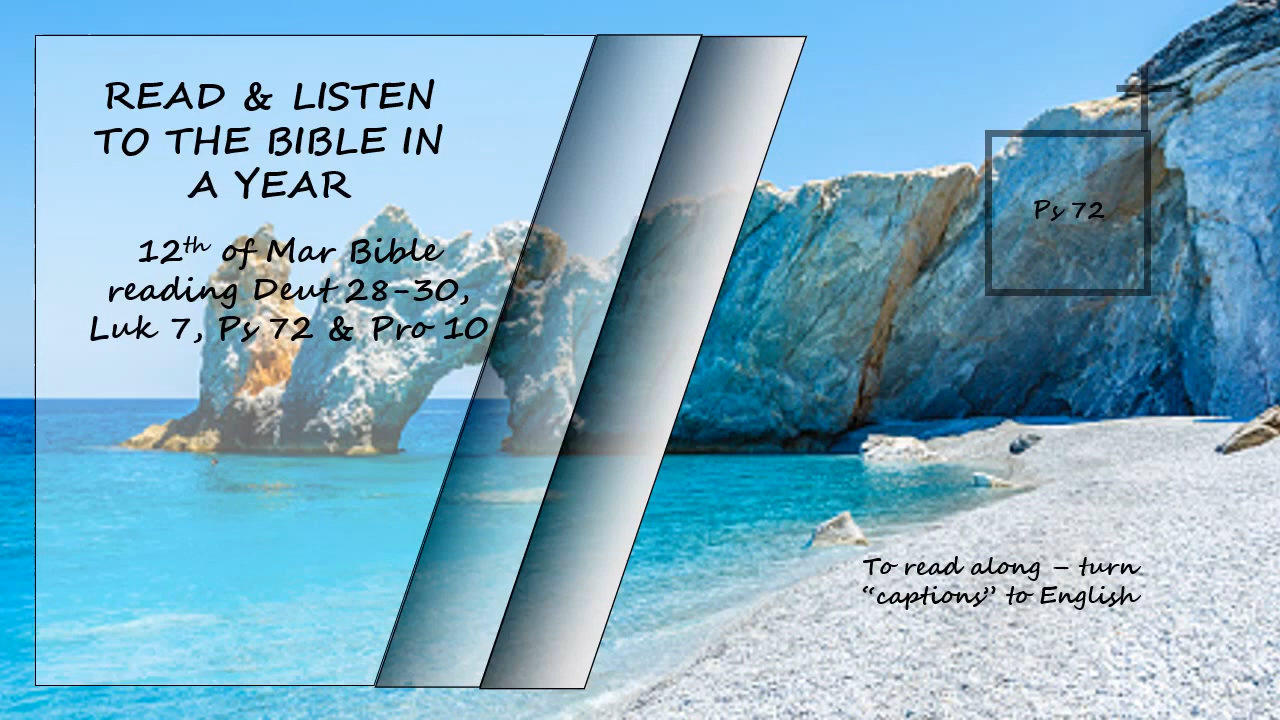 READ & LISTEN
TO THE BIBLE IN
A YEAR
12th of Mar Bible
reading Deut 28-30,
Luk 7, Ps 72 & Pro 10
Ps 72
To read along – turn
“captions” to English